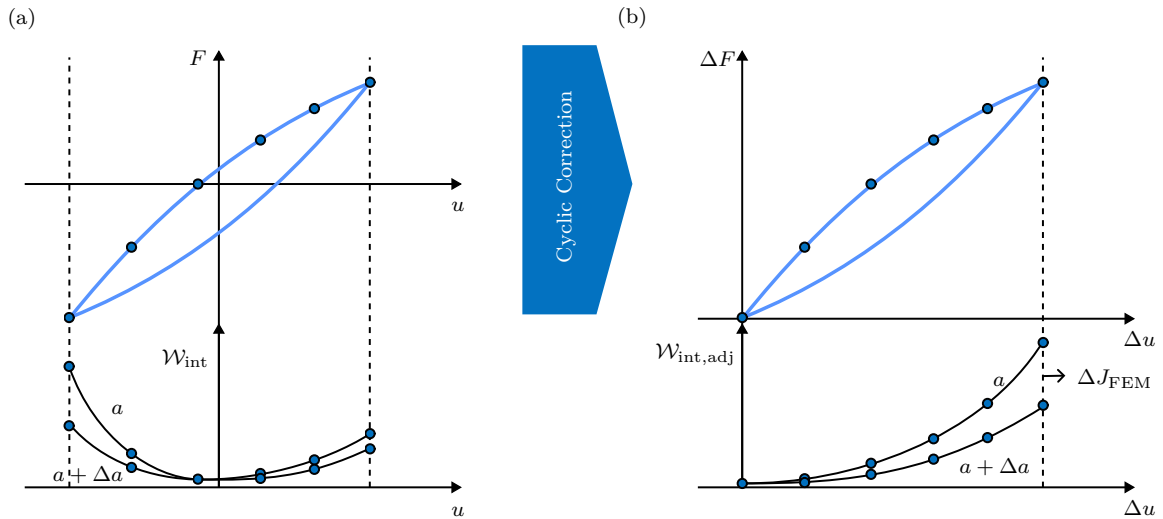 (a)
F
u
𝒲int
a
a + Δa
u
Cyclic Correction
(b)
ΔF
Δu
𝒲int,adj
a
ΔJFEM
a + Δa
Δu